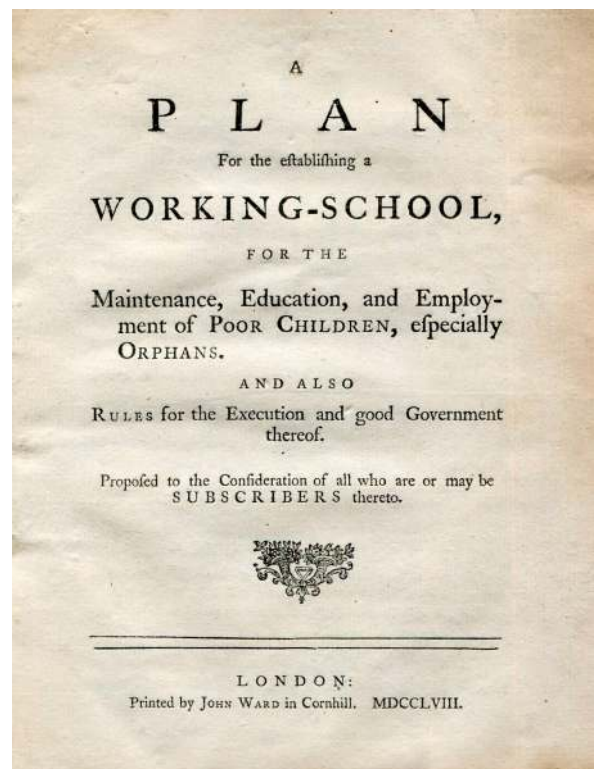 A
PLAN
For the eſtabliſhing a
WORKING-SCHOOL,
FOR THE
Maintenance, Education, and Employ-
ment of POOR CHILDREN, eſpecially
ORPHANS.
AND ALSO
RULES for the Execution and good Government
thereof.
Propoſed to the Conſideration of all who are or may be
SUBSCRIBERS thereto.
LONDON:
Printed by JOHN WARD in Cornhill. MDCCLVIII.